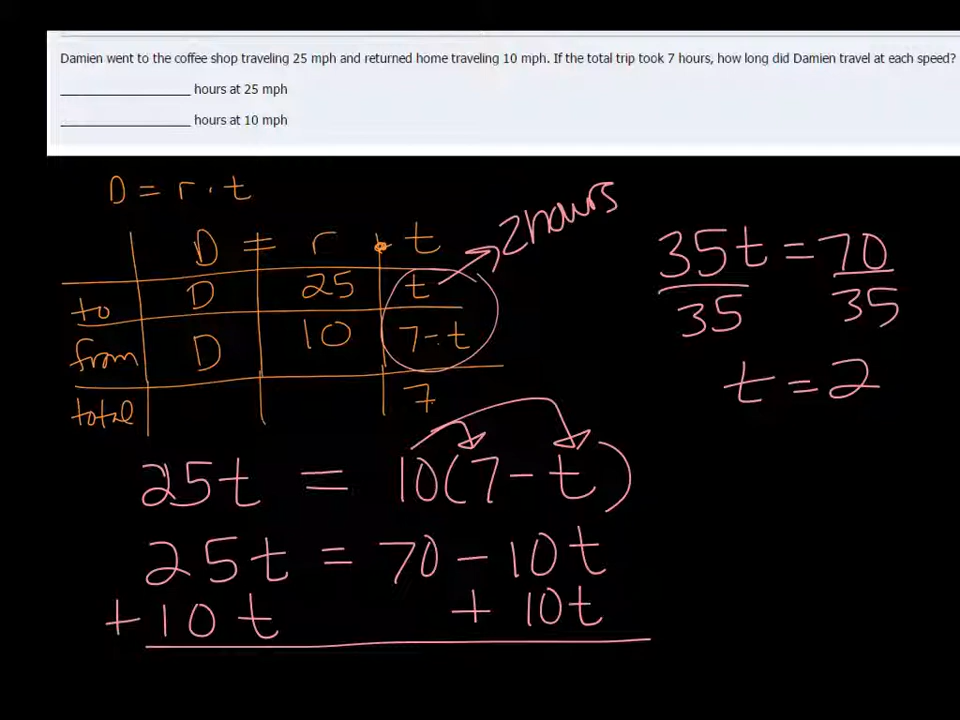 Damien went to the coffee shop traveling 25 mph and returned home traveling 10 mph. If the total trip took 7 hours, how long did Damien travel at each speed?
____________________ hours at 25 mph
____________________ hours at 10 mph
D = r · t
D = r · t
to D 25 t → 2 hours
from D 10 7 - t
total 7
25t = 10(7 - t)
25t = 70 - 10t
+10t + 10t
35t = 70
35 35
t = 2